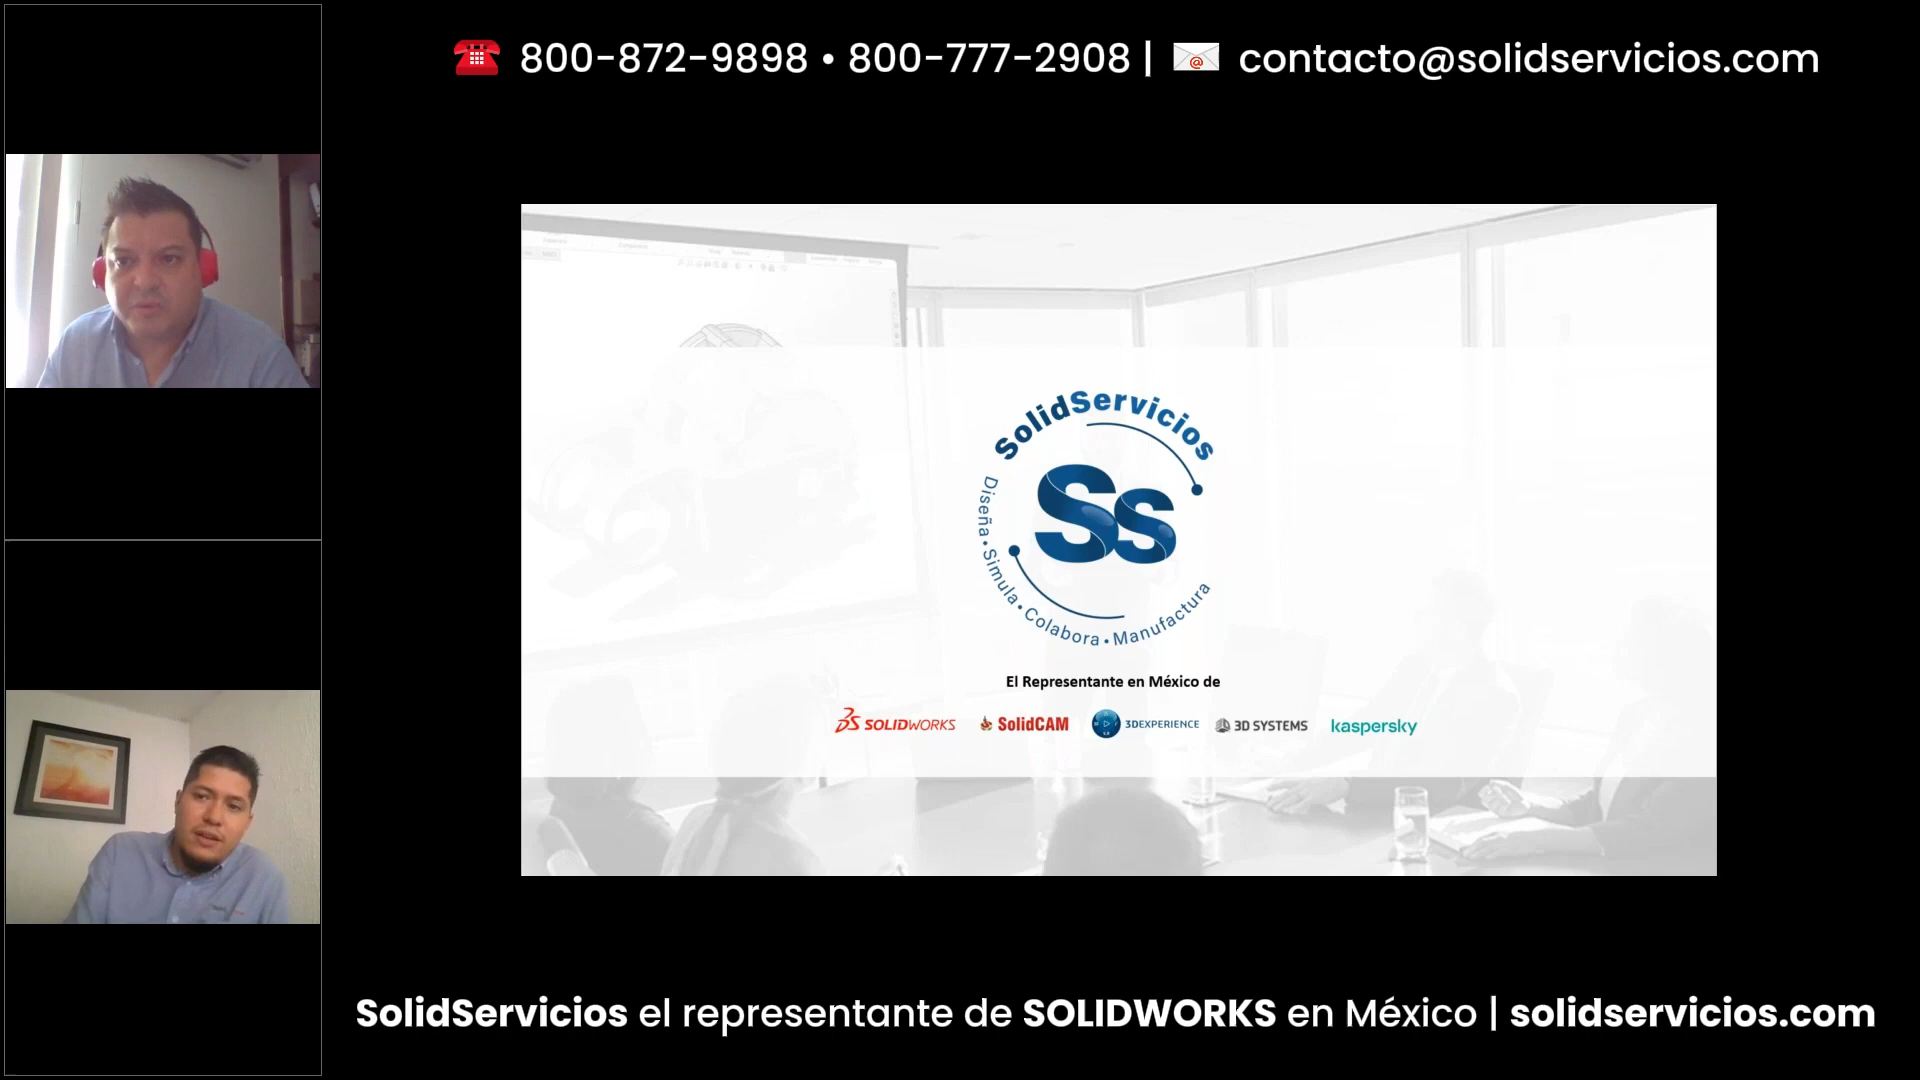 800-872-9898 • 800-777-2908 | contacto@solidservicios.com
SolidServicios
Ss
Diseña • Simula • Colabora • Manufactura
El Representante en México de
SOLIDWORKS SolidCAM 3DEXPERIENCE 3D SYSTEMS kaspersky
SolidServicios el representante de SOLIDWORKS en México | solidservicios.com